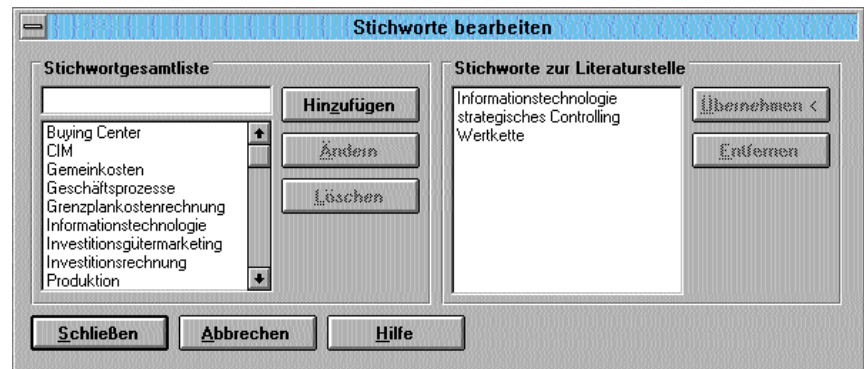 Stichworte bearbeiten
Stichwortgesamtliste
Hinzufügen
Ändern
Löschen
Buying Center
CIM
Gemeinkosten
Geschäftsprozesse
Grenzplankostenrechnung
Informationstechnologie
Investitionsgütermarketing
Investitionsrechnung
Produktion
Stichworte zur Literaturstelle
Informationstechnologie
strategisches Controlling
Wertkette
Übernehmen <
Entfernen
Schließen
Abbrechen
Hilfe